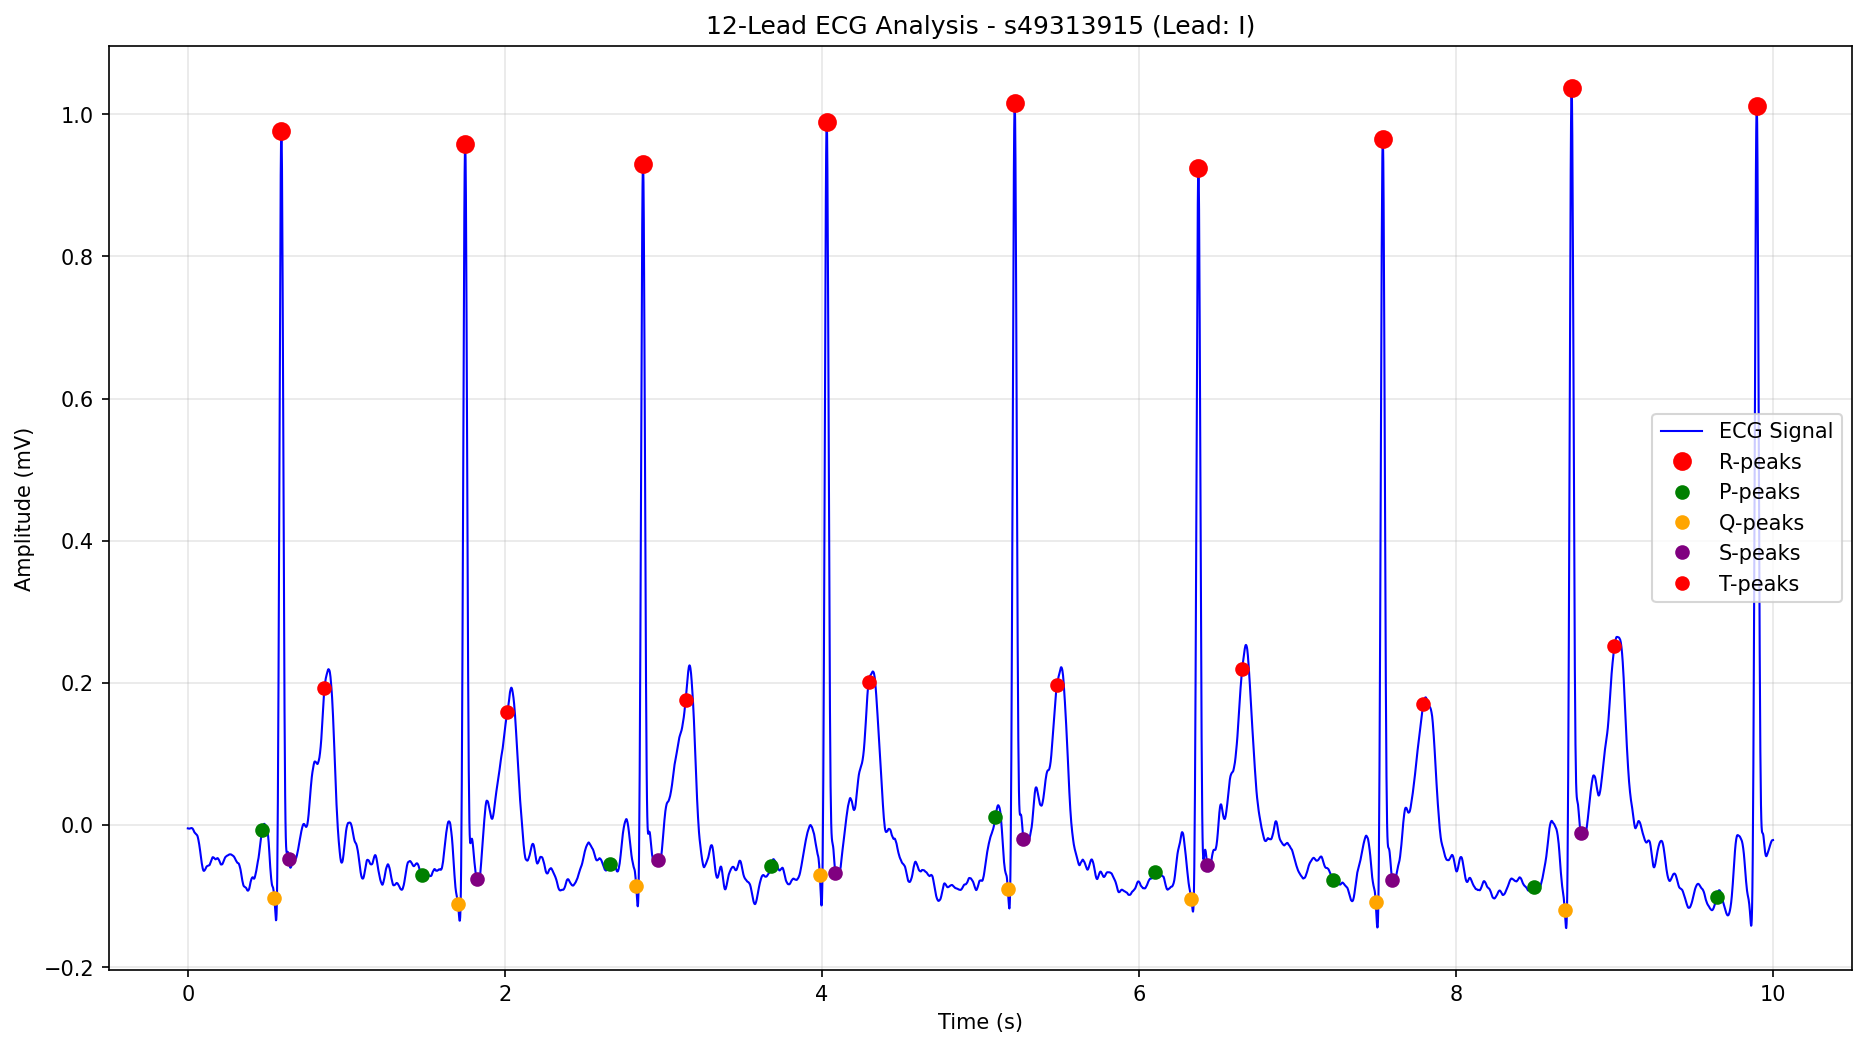 12-Lead ECG Analysis - s49313915 (Lead: I)
1.0
0.8
0.6
0.4
0.2
0.0
−0.2
Amplitude (mV)
ECG Signal
R-peaks
P-peaks
Q-peaks
S-peaks
T-peaks
0 2 4 6 8 10
Time (s)